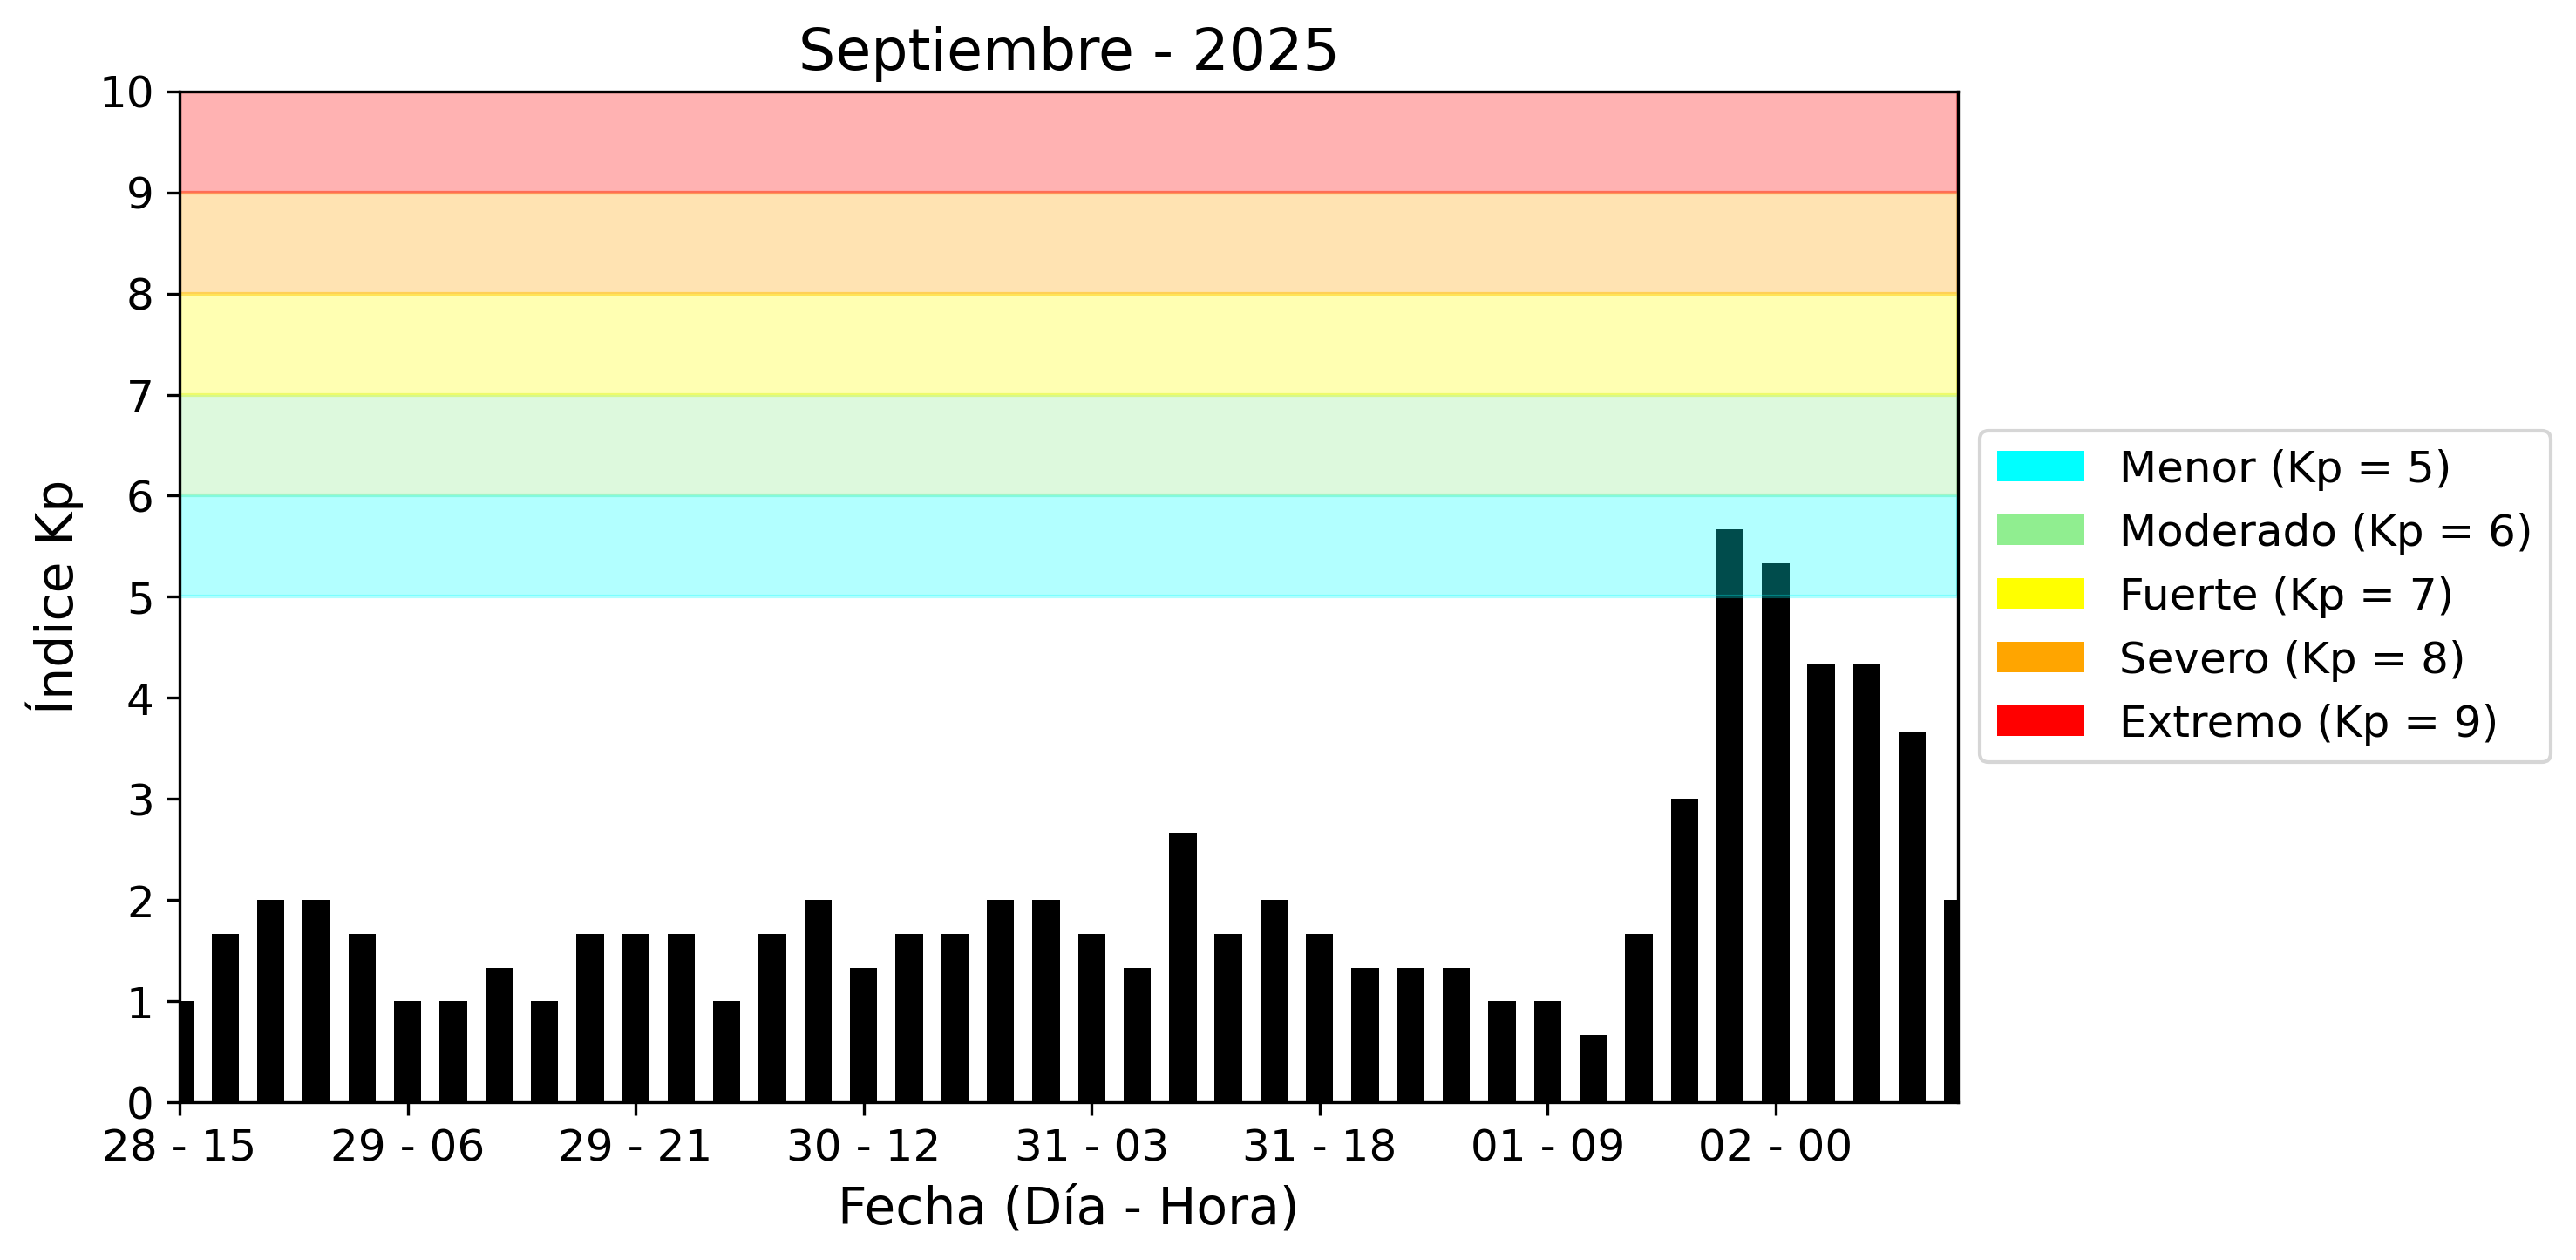 Septiembre - 2025
Índice Kp
10
9
8
7
6
5
4
3
2
1
0
28 - 15
29 - 06
29 - 21
30 - 12
31 - 03
31 - 18
01 - 09
02 - 00
Fecha (Día - Hora)
Menor (Kp = 5)
Moderado (Kp = 6)
Fuerte (Kp = 7)
Severo (Kp = 8)
Extremo (Kp = 9)